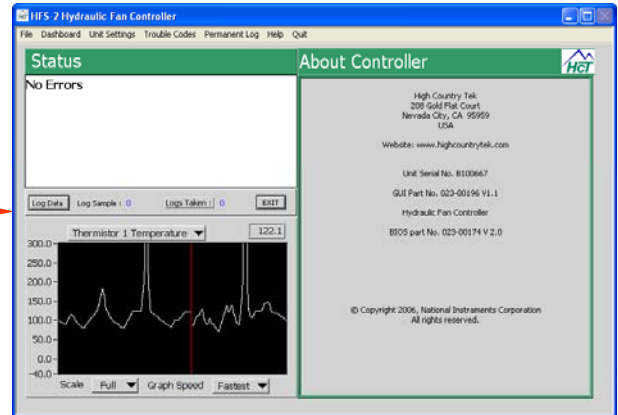 HFS-2 Hydraulic Fan Controller
File Dashboard Unit Settings Trouble Codes Permanent Log Help Quit
Status
No Errors
Log Data Log Sample : 0 Logs Taken : 0 EXIT
Thermistor 1 Temperature 122.1
300.0
250.0
200.0
150.0
100.0
50.0
0.0
-40.0
Scale Full Graph Speed Fastest
About Controller
HCT
High Country Tek
208 Gold Flat Court
Nevada City, CA 95959
USA
Website: www.highcountrytek.com
Unit Serial No. B100667
GUI Part No. 023-00196 V1.1
Hydraulic Fan Controller
BIOS part No. 023-00174 V 2.0
© Copyright 2006, National Instruments Corporation
All rights reserved.